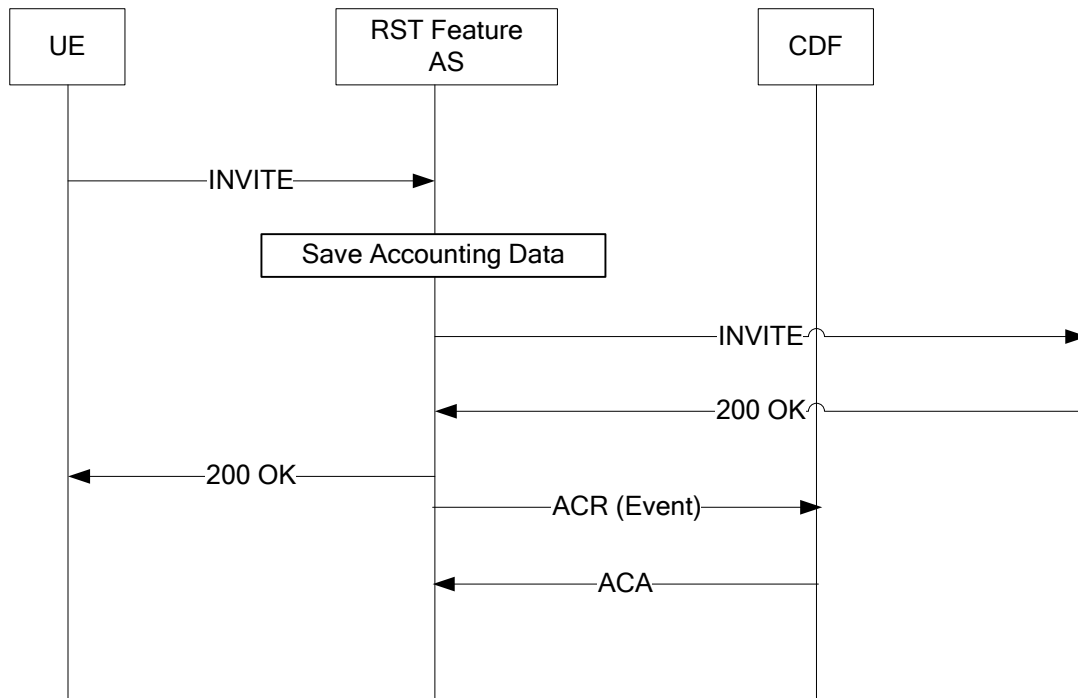 UE
RST Feature
AS
CDF
INVITE
Save Accounting Data
INVITE
200 OK
200 OK
ACR (Event)
ACA